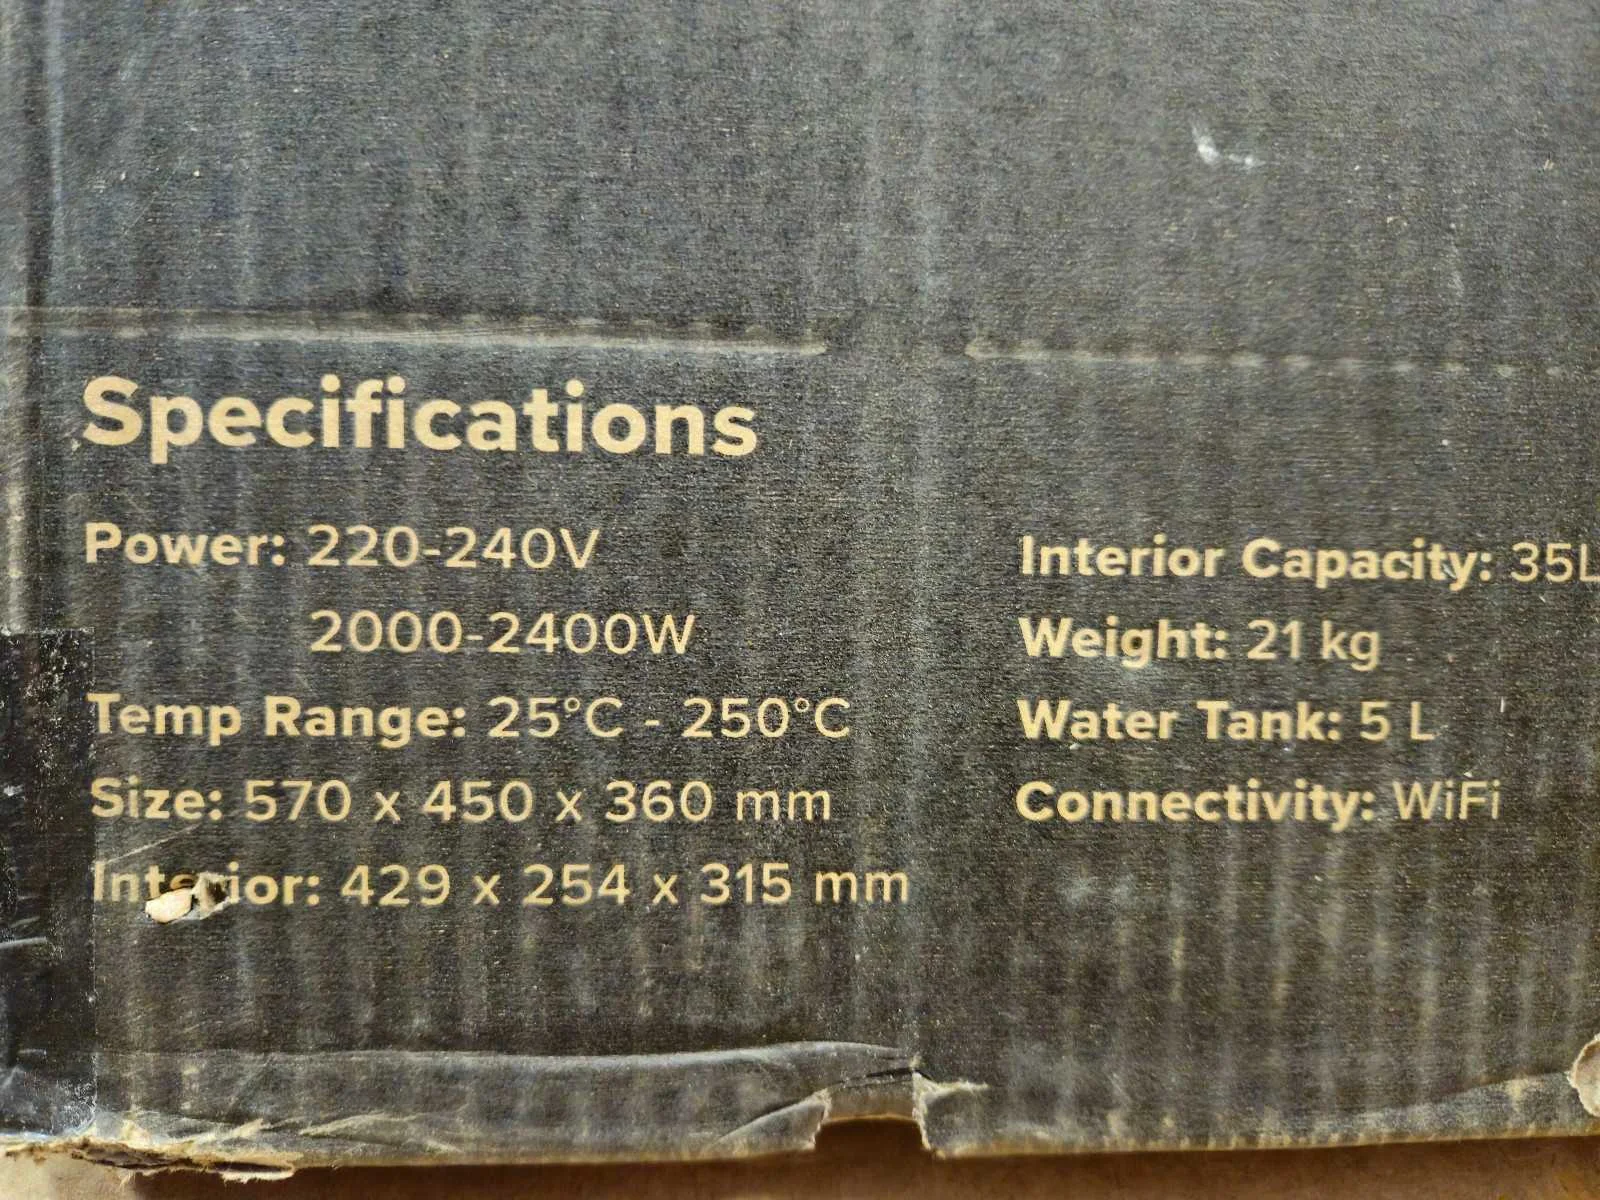 Specifications
Power: 220-240V
2000-2400W
Temp Range: 25°C - 250°C
Size: 570 x 450 x 360 mm
Interior: 429 x 254 x 315 mm
Interior Capacity: 35L
Weight: 21 kg
Water Tank: 5 L
Connectivity: WiFi